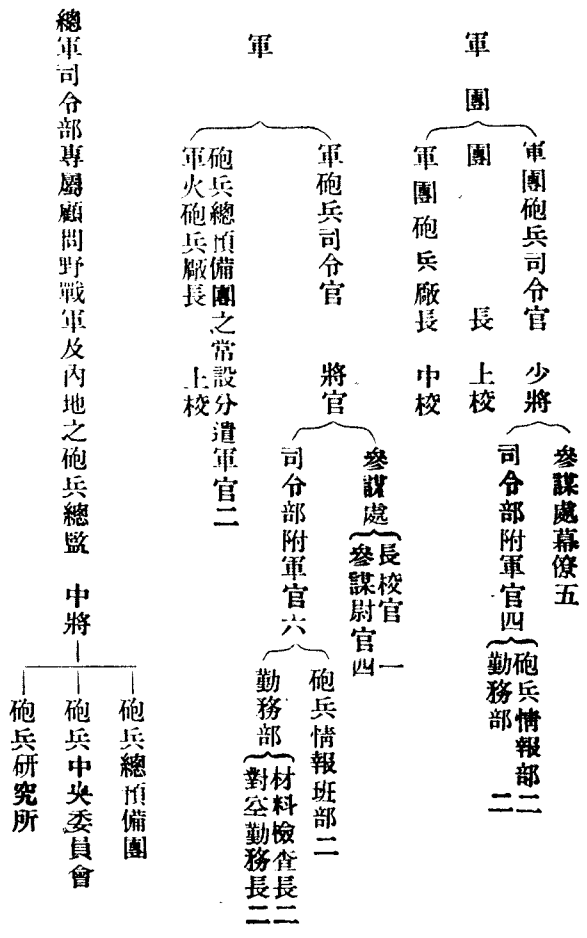 軍團
軍團砲兵司令官 少將
參謀處幕僚五
司令部附軍官四
砲兵情報部二
勤務部 二
團 長 上校
軍團砲兵廠長 中校
軍
軍砲兵司令官 將官
參謀處
長校官 一
參謀尉官四
司令部附軍官六
砲兵情報班部二
勤務部
材料檢查長二
對空勤務長二
砲兵總預備團之常設分遣軍官二
軍火砲兵廠長 上校
總軍司令部專屬顧問野戰軍及內地之砲兵總監 中將
砲兵總預備團
砲兵中央委員會
砲兵研究所